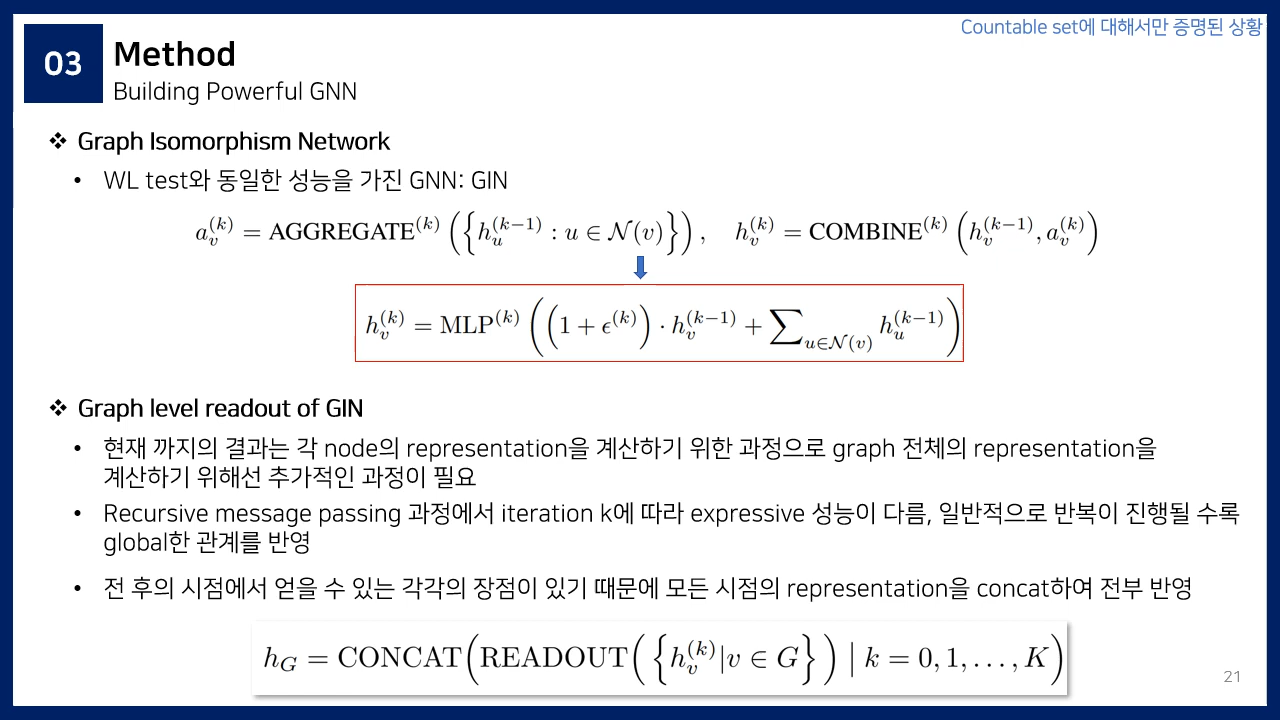 Countable set에 대해서만 증명된 상황
03
Method
Building Powerful GNN
❖ Graph Isomorphism Network
• WL test와 동일한 성능을 가진 GNN: GIN
a_v^{(k)} = AGGREGATE^{(k)} ({h_u^{(k−1)} : u ∈ N(v)}), h_v^{(k)} = COMBINE^{(k)} (h_v^{(k−1)}, a_v^{(k)})
h_v^{(k)} = MLP^{(k)} ((1 + ϵ^{(k)}) · h_v^{(k−1)} + ∑_{u∈N(v)} h_u^{(k−1)})
❖ Graph level readout of GIN
• 현재 까지의 결과는 각 node의 representation을 계산하기 위한 과정으로 graph 전체의 representation을
계산하기 위해선 추가적인 과정이 필요
• Recursive message passing 과정에서 iteration k에 따라 expressive 성능이 다름, 일반적으로 반복이 진행될 수록
global한 관계를 반영
• 전 후의 시점에서 얻을 수 있는 각각의 장점이 있기 때문에 모든 시점의 representation을 concat하여 전부 반영
h_G = CONCAT(READOUT({h_v^{(k)}|v ∈ G}) | k = 0, 1, . . . , K)
21